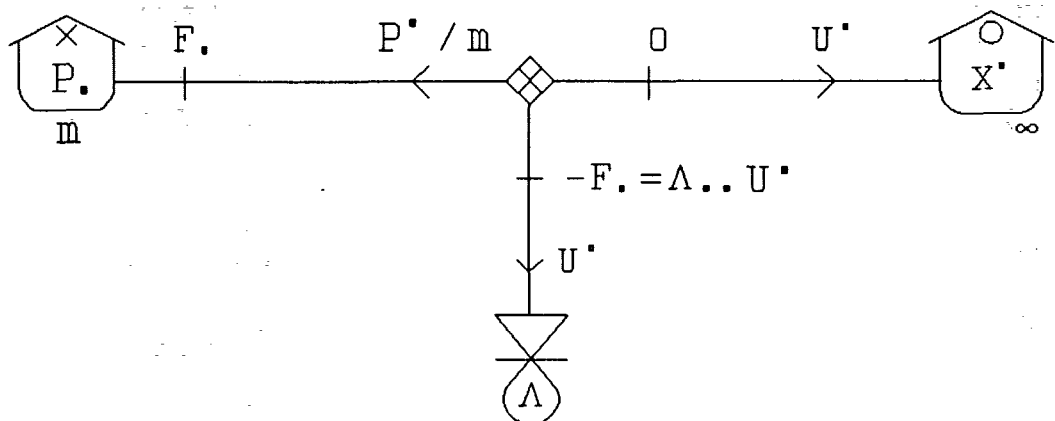 F. P˙/m 0 U˙
P. X˙
m ∞
-F.=Λ.. U˙
U˙
Λ